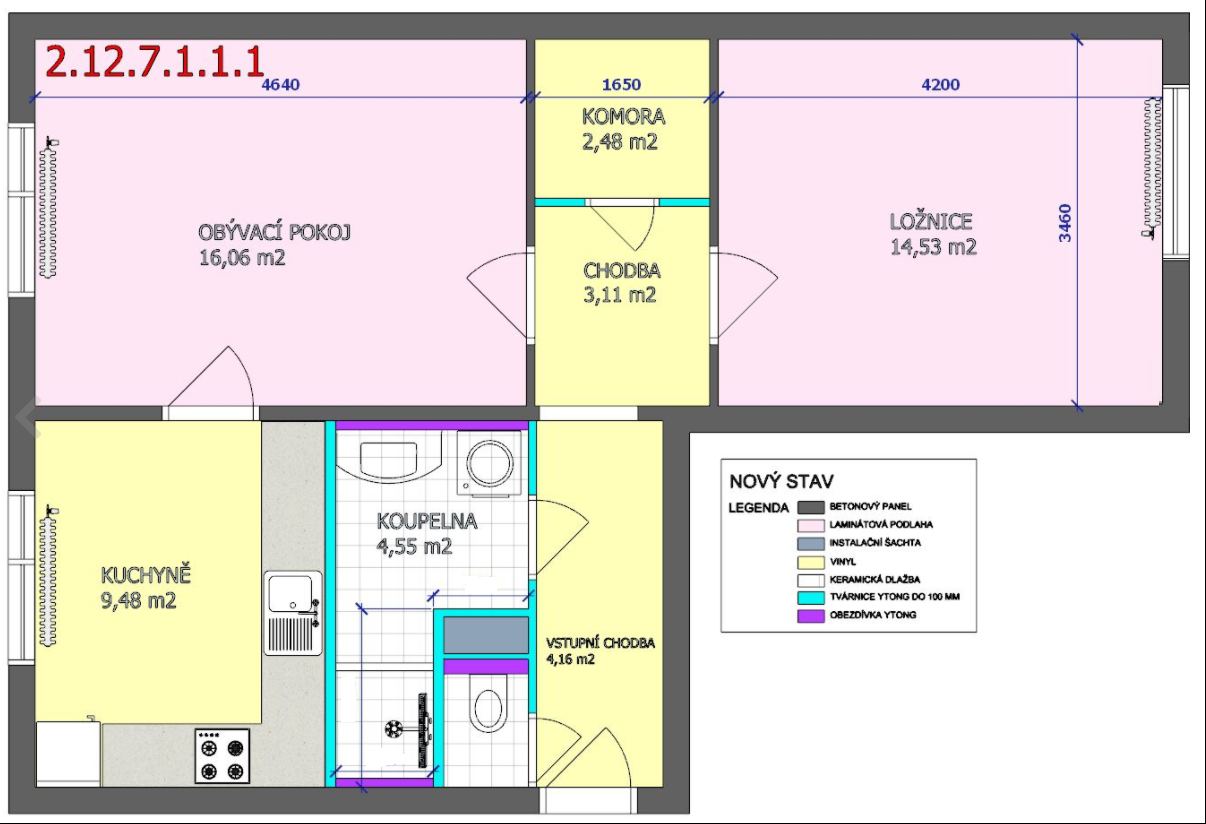 2.12.7.1.1.1
4640
1650
4200
KOMORA
2,48 m2
OBÝVACÍ POKOJ
16,06 m2
LOŽNICE
14,53 m2
3460
CHODBA
3,11 m2
KOUPELNA
4,55 m2
KUCHYNĚ
9,48 m2
VSTUPNÍ CHODBA
4,16 m2
NOVÝ STAV
LEGENDA
BETONOVÝ PANEL
LAMINÁTOVÁ PODLAHA
INSTALAČNÍ ŠACHTA
VINYL
KERAMICKÁ DLAŽBA
TVÁRNICE YTONG DO 100 MM
OBEZDÍVKA YTONG